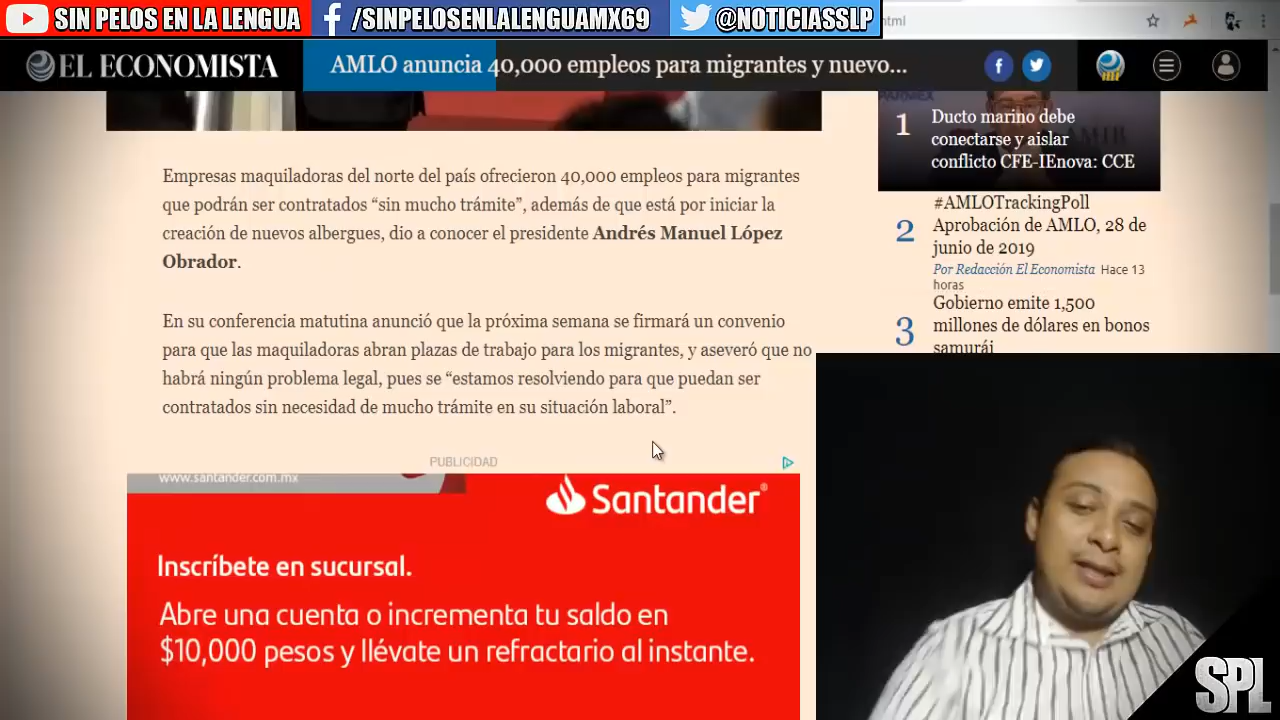 SIN PELOS EN LA LENGUA
/SINPELOSENLALENGUAMX69
@NOTICIASSLP
html
EL ECONOMISTA
AMLO anuncia 40,000 empleos para migrantes y nuevo...
Empresas maquiladoras del norte del país ofrecieron 40,000 empleos para migrantes
que podrán ser contratados “sin mucho trámite”, además de que está por iniciar la
creación de nuevos albergues, dio a conocer el presidente Andrés Manuel López
Obrador.
En su conferencia matutina anunció que la próxima semana se firmará un convenio
para que las maquiladoras abran plazas de trabajo para los migrantes, y aseveró que no
habrá ningún problema legal, pues se “estamos resolviendo para que puedan ser
contratados sin necesidad de mucho trámite en su situación laboral”.
PUBLICIDAD
www.santander.com.mx
Santander
Inscríbete en sucursal.
Abre una cuenta o incrementa tu saldo en
$10,000 pesos y llévate un refractario al instante.
1
Ducto marino debe
conectarse y aislar
conflicto CFE-IEnova: CCE
2
#AMLOTrackingPoll
Aprobación de AMLO, 28 de
junio de 2019
Por Redacción El Economista Hace 13
horas
3
Gobierno emite 1,500
millones de dólares en bonos
samurái
SPL